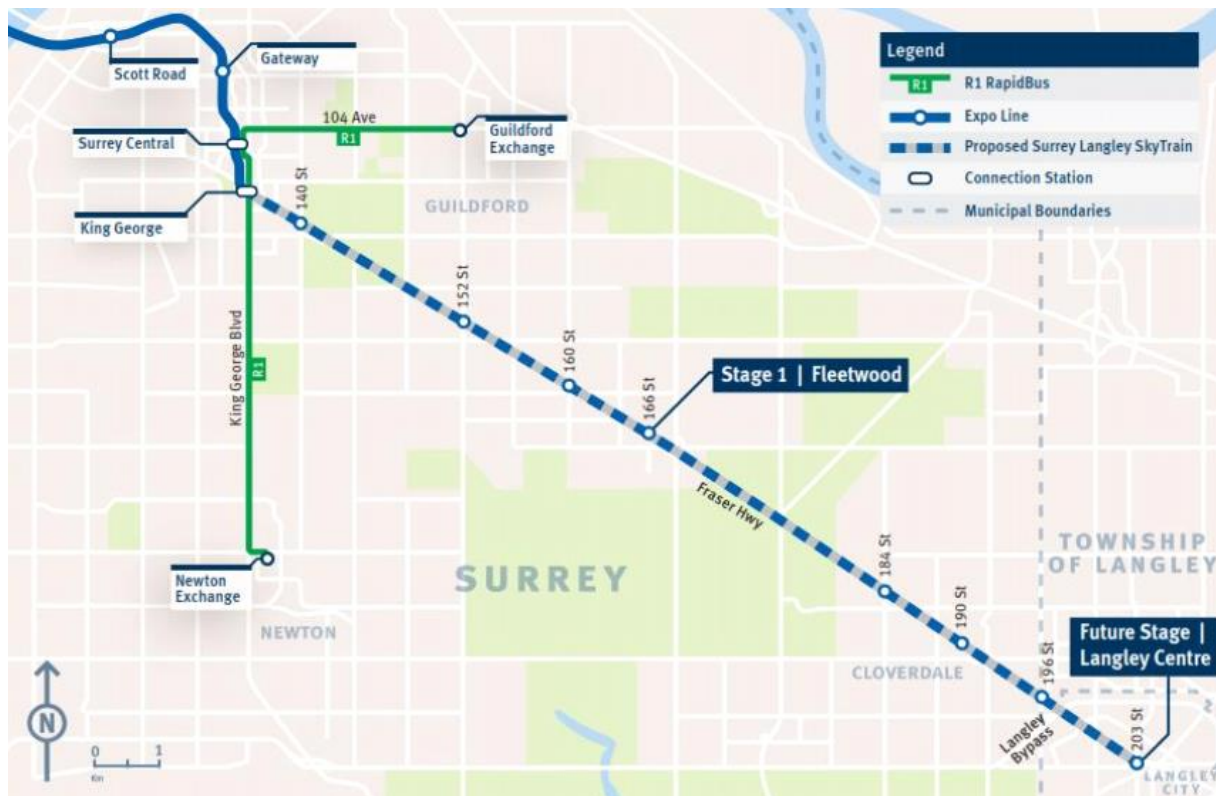 Scott Road
Gateway
Surrey Central
King George
104 Ave
R1
Guildford
Exchange
GUILDFORD
140 St
152 St
160 St
166 St
King George Blvd
R1
Stage 1 | Fleetwood
Fraser Hwy
Newton
Exchange
NEWTON
SURREY
184 St
190 St
196 St
203 St
CLOVERDALE
TOWNSHIP
OF LANGLEY
Future Stage |
Langley Centre
Langley
Bypass
LANGLEY
CITY
N
0 1
Km
Legend
R1 R1 RapidBus
Expo Line
Proposed Surrey Langley SkyTrain
Connection Station
Municipal Boundaries